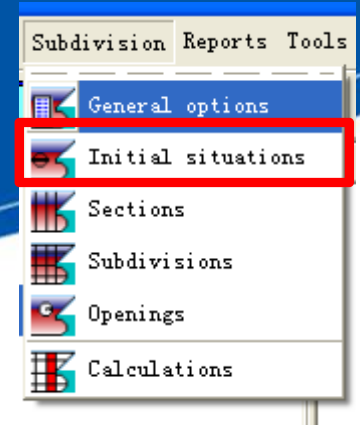 Subdivision Reports Tools
General options
Initial situations
Sections
Subdivisions
Openings
Calculations